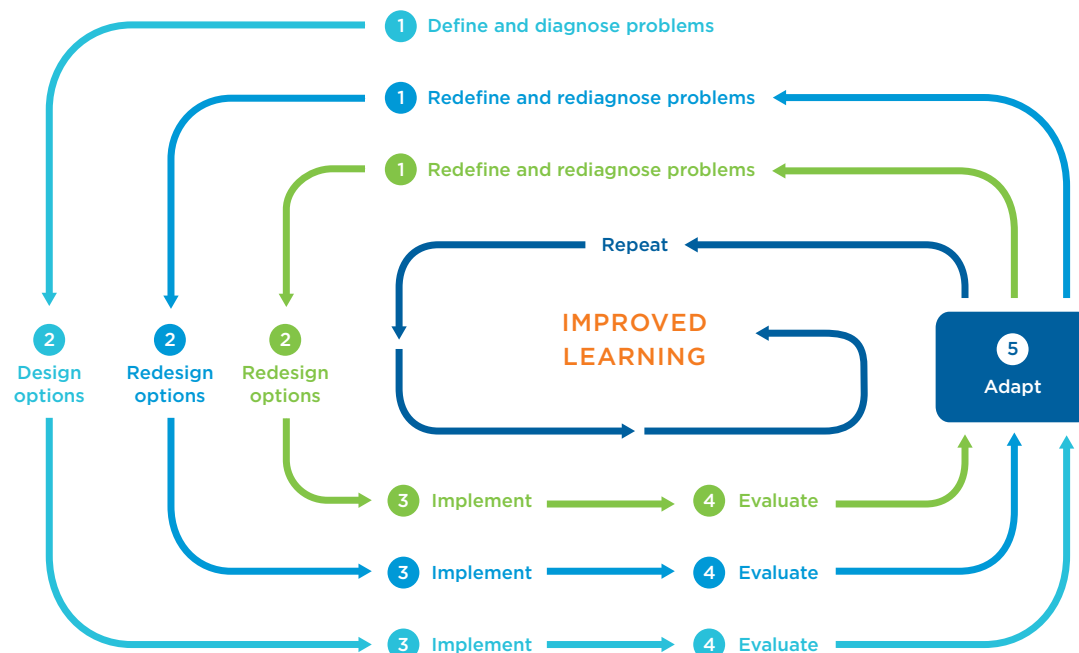 1 Define and diagnose problems
1 Redefine and rediagnose problems
1 Redefine and rediagnose problems
Repeat
IMPROVED
LEARNING
2
Design
options
2
Redesign
options
2
Redesign
options
5
Adapt
3 Implement
4 Evaluate
3 Implement
4 Evaluate
3 Implement
4 Evaluate